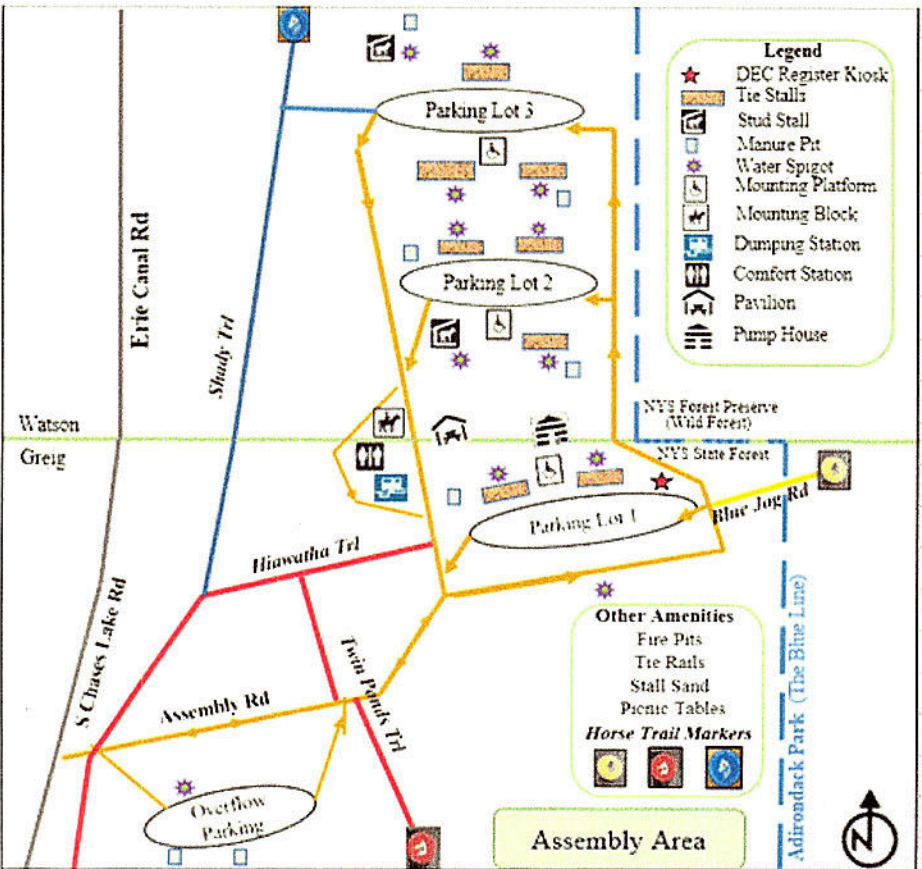 Parking Lot 3
Legend
DEC Register Kiosk
Tie Stalls
Stud Stall
Manure Pit
Water Spigot
Mounting Platform
Mounting Block
Dumping Station
Comfort Station
Pavilion
Pump House
Erie Canal Rd
Shady Trl
Parking Lot 2
Watson
Greig
NYS Forest Preserve
(Wild Forest)
NYS State Forest
Parking Lot 1
Blue Jog Rd
Hiawatha Trl
S Chases Lake Rd
Twin Ponds Trl
Assembly Rd
Overflow
Parking
Other Amenities
Fire Pits
Tie Rails
Stall Sand
Picnic Tables
Horse Trail Markers
Adirondack Park (The Blue Line)
Assembly Area
N